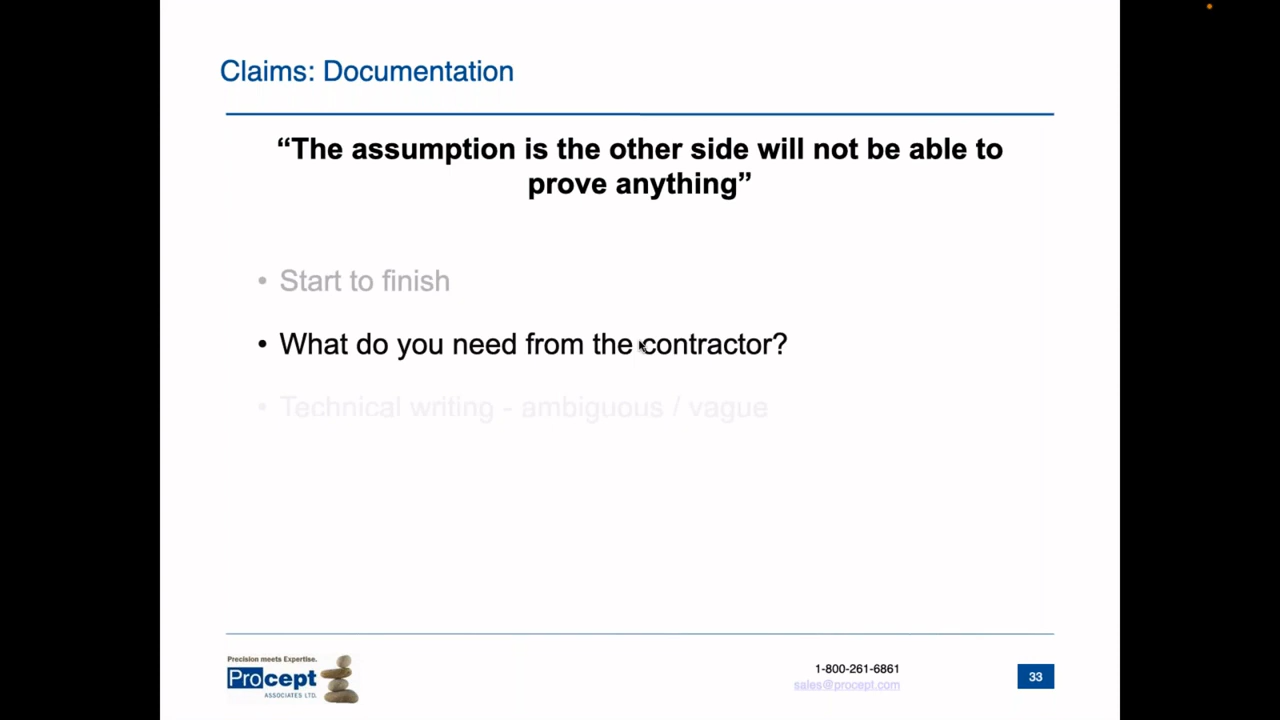 Claims: Documentation
“The assumption is the other side will not be able to
prove anything”
• Start to finish
• What do you need from the contractor?
• Technical writing - ambiguous / vague
Precision meets Expertise.
Procept
ASSOCIATES LTD.
1-800-261-6861
sales@procept.com
33